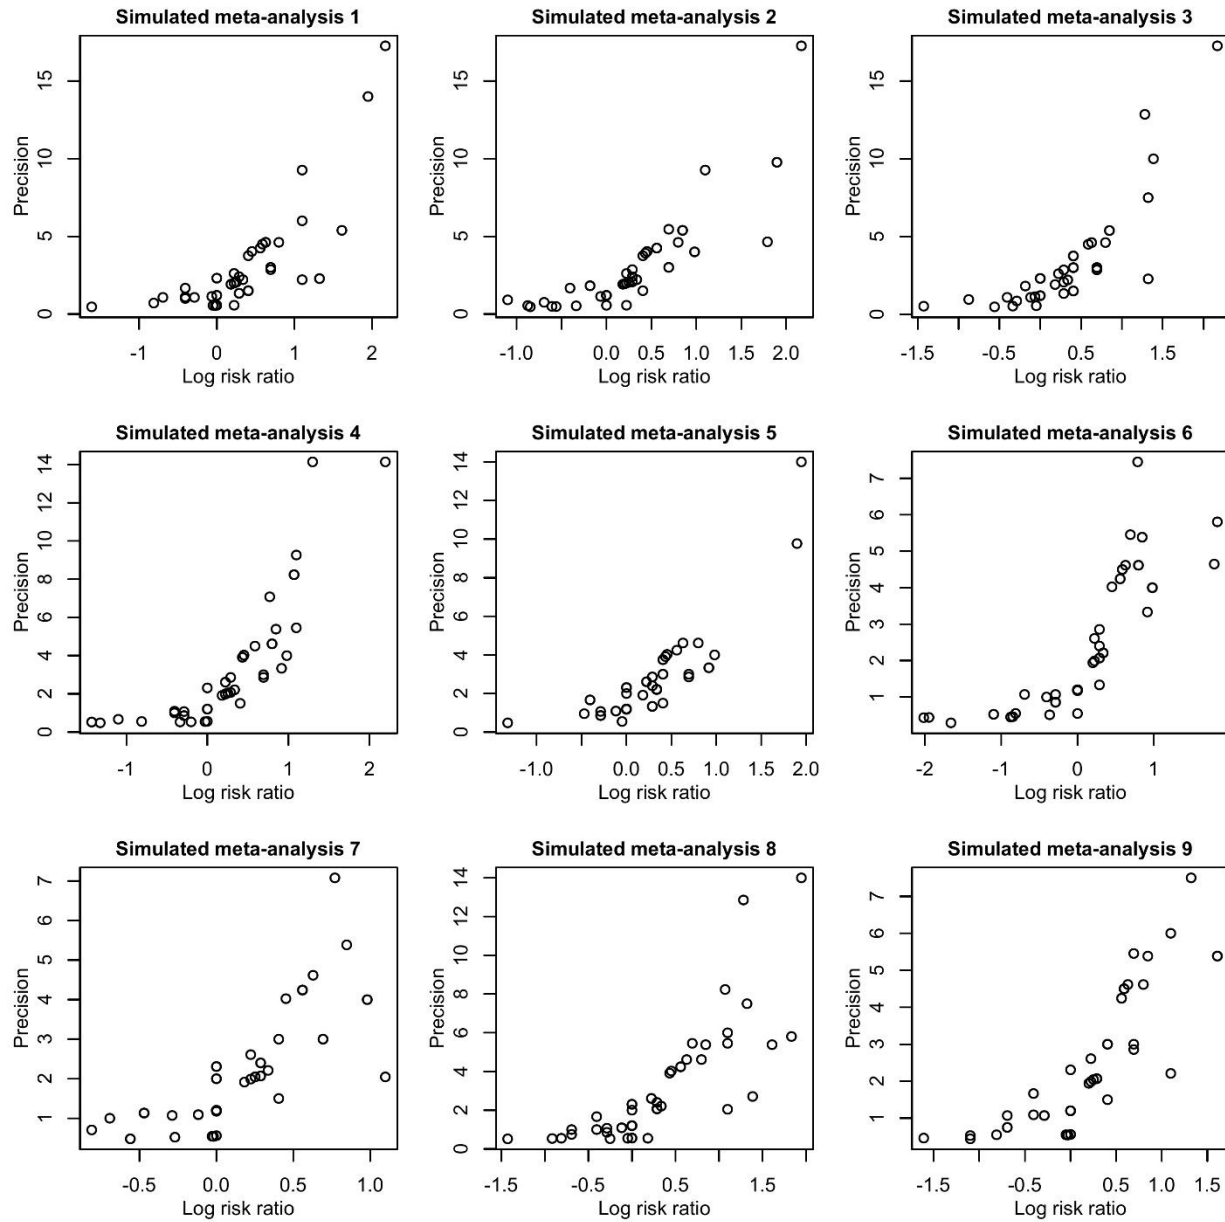 Simulated meta-analysis 1
Simulated meta-analysis 2
Simulated meta-analysis 3
Precision
0 5 10 15
-1 0 1 2
Log risk ratio
Precision
0 5 10 15
-1.0 0.0 0.5 1.0 1.5 2.0
Log risk ratio
Precision
0 5 10 15
-1.5 -0.5 0.5 1.5
Log risk ratio
Simulated meta-analysis 4
Simulated meta-analysis 5
Simulated meta-analysis 6
Precision
0 2 4 6 8 10 12 14
-1 0 1 2
Log risk ratio
Precision
0 2 4 6 8 10 12 14
-1.0 0.0 0.5 1.0 1.5 2.0
Log risk ratio
Precision
1 2 3 4 5 6 7
-2 -1 0 1
Log risk ratio
Simulated meta-analysis 7
Simulated meta-analysis 8
Simulated meta-analysis 9
Precision
1 2 3 4 5 6 7
-0.5 0.0 0.5 1.0
Log risk ratio
Precision
0 2 4 6 8 10 12 14
-1.5 -0.5 0.5 1.5
Log risk ratio
Precision
1 2 3 4 5 6 7
-1.5 -0.5 0.5 1.0 1.5
Log risk ratio